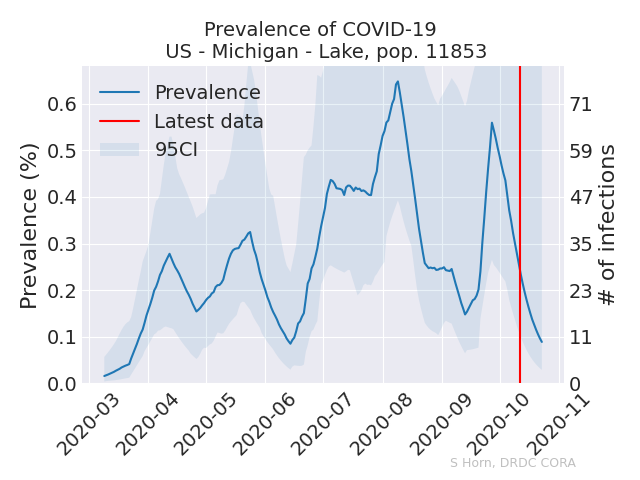 Prevalence of COVID-19
US - Michigan - Lake, pop. 11853
Prevalence
Latest data
95CI
Prevalence (%)
0.6
0.5
0.4
0.3
0.2
0.1
0.0
71
59
47
35
23
11
0
# of infections
2020-03
2020-04
2020-05
2020-06
2020-07
2020-08
2020-09
2020-10
2020-11
S Horn, DRDC CORA